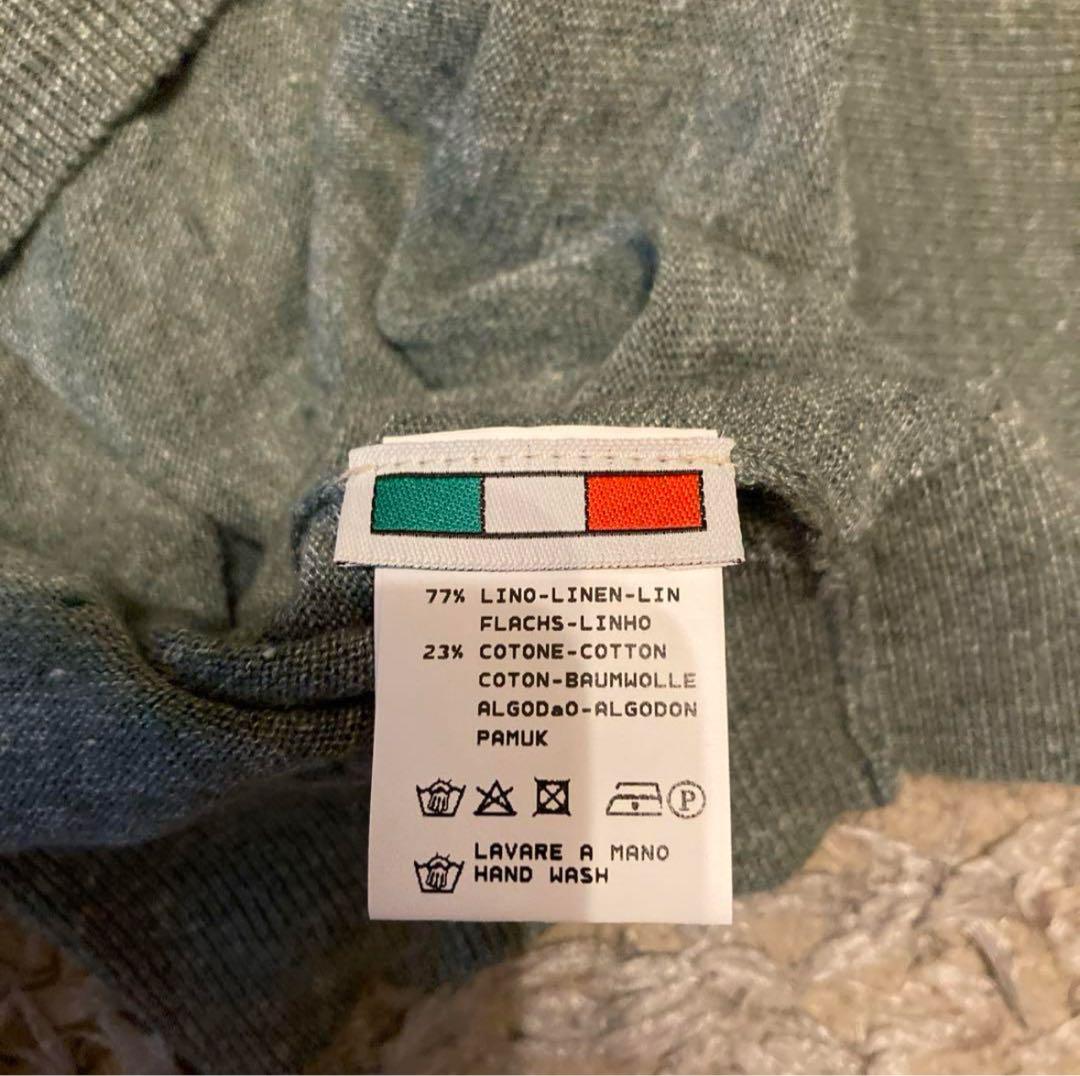 77% LINO-LINEN-LIN
FLACHS-LINHO
23% COTONE-COTTON
COTON-BAUMWOLLE
ALGODaO-ALGODON
PAMUK
P
LAVARE A MANO
HAND WASH